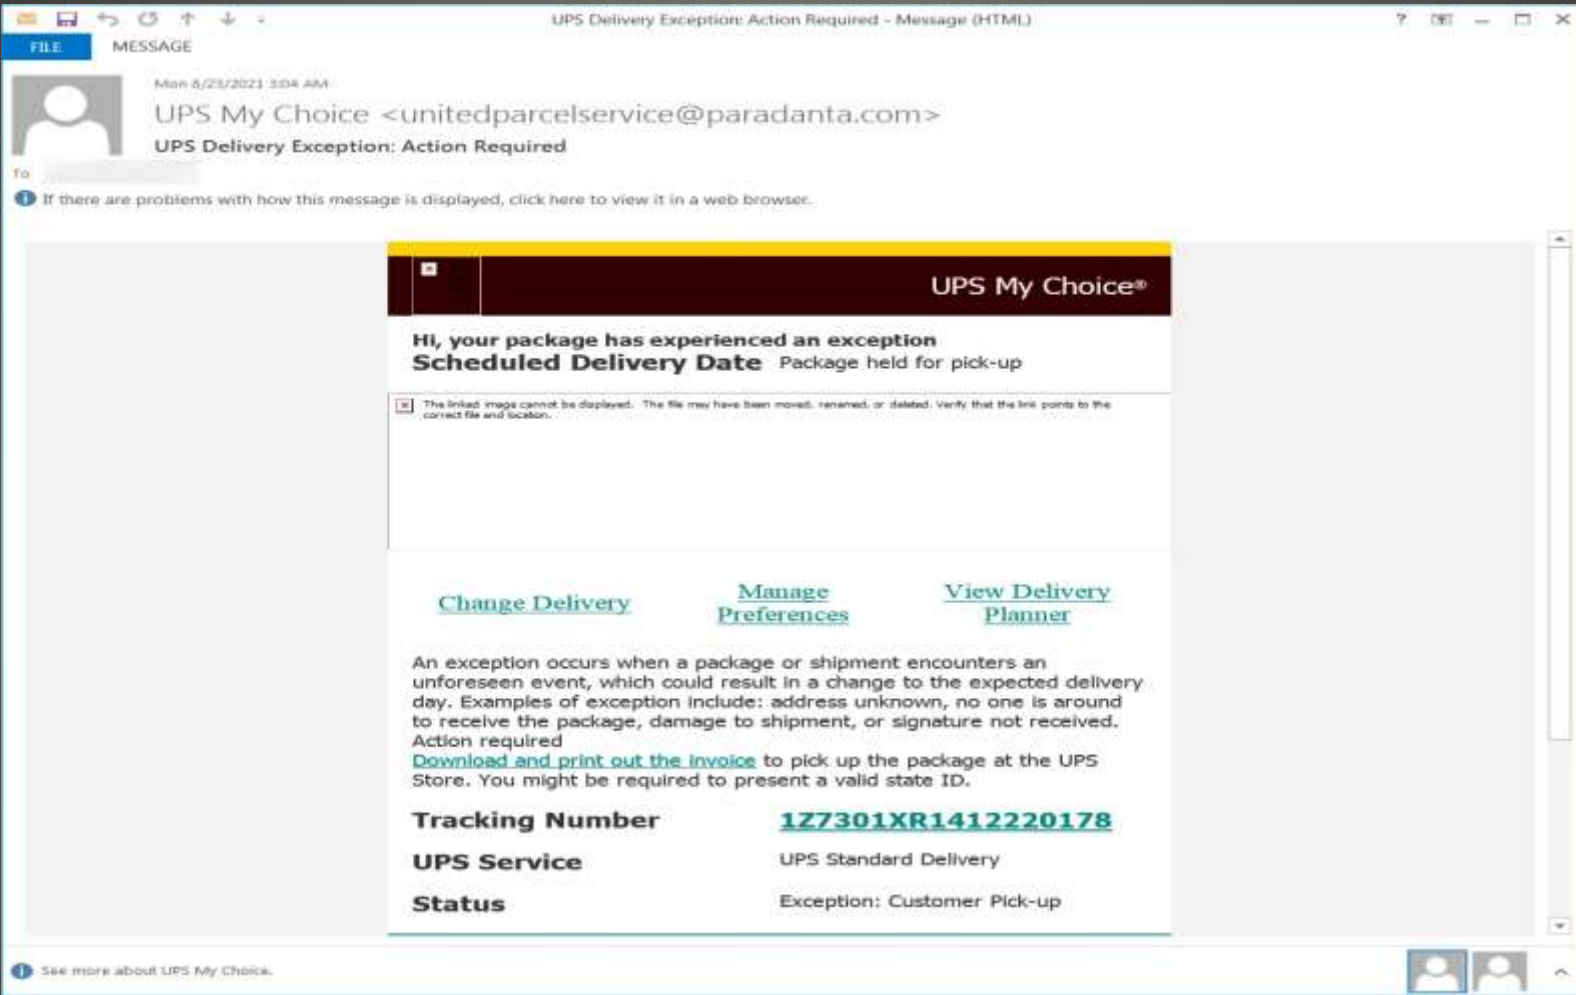 UPS Delivery Exception: Action Required - Message (HTML)
FILE
MESSAGE
Mon 8/23/2021 3:04 AM
UPS My Choice <unitedparcelservice@paradanta.com>
UPS Delivery Exception: Action Required
To
If there are problems with how this message is displayed, click here to view it in a web browser.
UPS My Choice®
Hi, your package has experienced an exception
Scheduled Delivery Date Package held for pick-up
The linked image cannot be displayed. The file may have been moved, renamed, or deleted. Verify that the link points to the
correct file and location.
Change Delivery
Manage
Preferences
View Delivery
Planner
An exception occurs when a package or shipment encounters an
unforeseen event, which could result in a change to the expected delivery
day. Examples of exception include: address unknown, no one is around
to receive the package, damage to shipment, or signature not received.
Action required
Download and print out the invoice to pick up the package at the UPS
Store. You might be required to present a valid state ID.
Tracking Number 1Z7301XR1412220178
UPS Service UPS Standard Delivery
Status Exception: Customer Pick-up
See more about UPS My Choice.